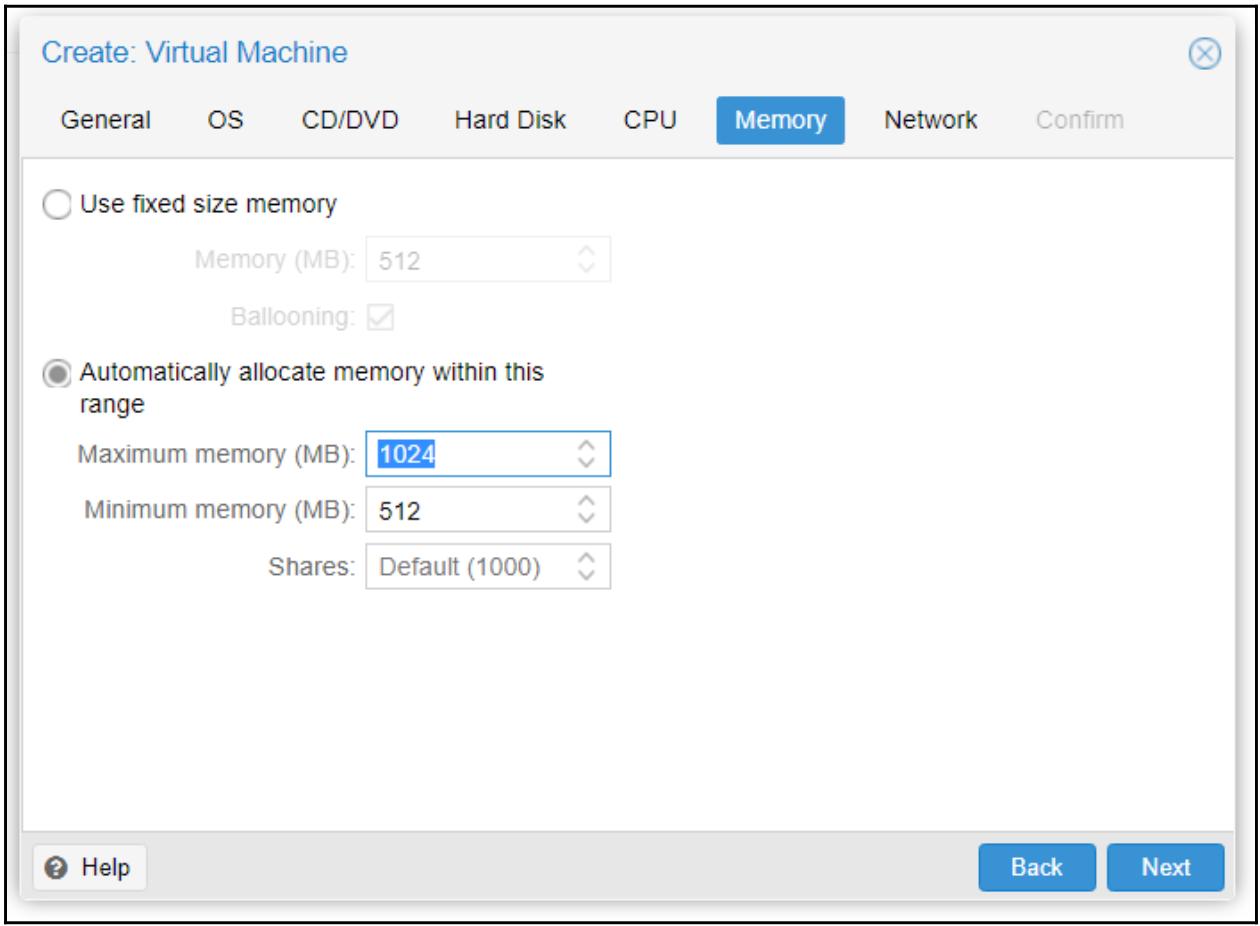 Create: Virtual Machine
General OS CD/DVD Hard Disk CPU Memory Network Confirm
Use fixed size memory
Memory (MB): 512
Ballooning:
Automatically allocate memory within this
range
Maximum memory (MB): 1024
Minimum memory (MB): 512
Shares: Default (1000)
Help Back Next